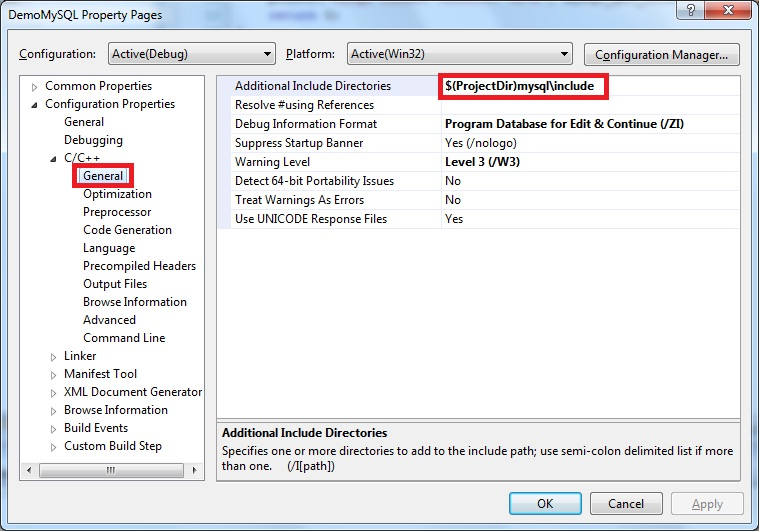 DemoMySQL Property Pages
Configuration: Active(Debug) Platform: Active(Win32) Configuration Manager...
Common Properties
Configuration Properties
General
Debugging
C/C++
General
Optimization
Preprocessor
Code Generation
Language
Precompiled Headers
Output Files
Browse Information
Advanced
Command Line
Linker
Manifest Tool
XML Document Generator
Browse Information
Build Events
Custom Build Step
Additional Include Directories $(ProjectDir)mysql\include
Resolve #using References
Debug Information Format Program Database for Edit & Continue (/ZI)
Suppress Startup Banner Yes (/nologo)
Warning Level Level 3 (/W3)
Detect 64-bit Portability Issues No
Treat Warnings As Errors No
Use UNICODE Response Files Yes
Additional Include Directories
Specifies one or more directories to add to the include path; use semi-colon delimited list if more
than one. (/I[path])
OK Cancel Apply